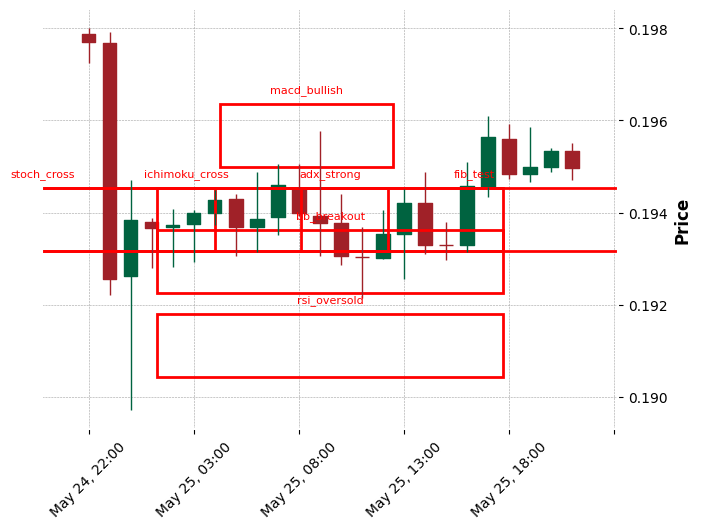 0.198
macd_bullish
0.196
stoch_cross
ichimoku_cross
adx_strong
fib_test
0.194
bb_breakout
Price
0.192
rsi_oversold
0.190
May 24, 22:00
May 25, 03:00
May 25, 08:00
May 25, 13:00
May 25, 18:00